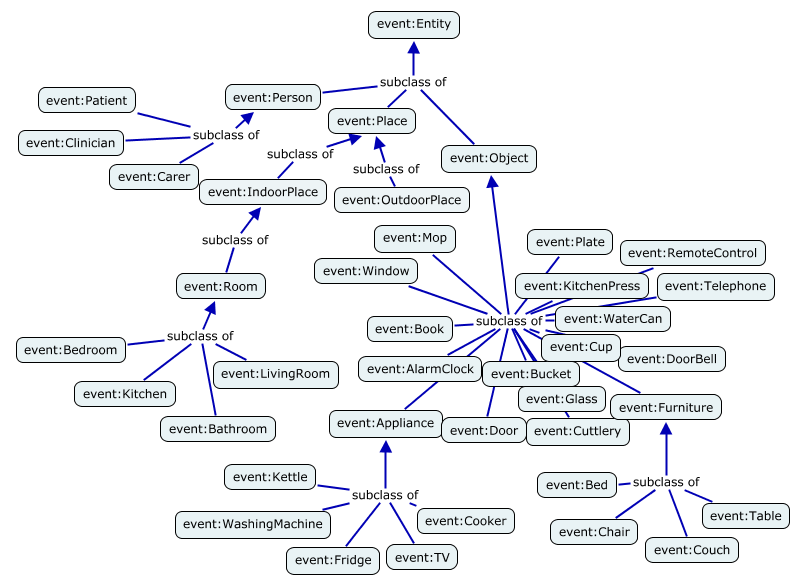 event:Entity
subclass of
event:Person
event:Patient
event:Place
subclass of
event:Clinician
subclass of
event:Object
subclass of
event:Carer
event:IndoorPlace
event:OutdoorPlace
event:Mop
subclass of
event:Plate
event:RemoteControl
event:Window
event:Room
event:KitchenPress
event:Telephone
subclass of
event:WaterCan
event:Book
subclass of
event:Cup
event:Bedroom
event:DoorBell
event:AlarmClock
event:LivingRoom
event:Bucket
event:Kitchen
event:Glass
event:Furniture
event:Appliance
event:Bathroom
event:Door
event:Cuttlery
event:Kettle
subclass of
subclass of
event:Bed
event:WashingMachine
event:Cooker
event:Table
event:Chair
event:Couch
event:Fridge
event:TV